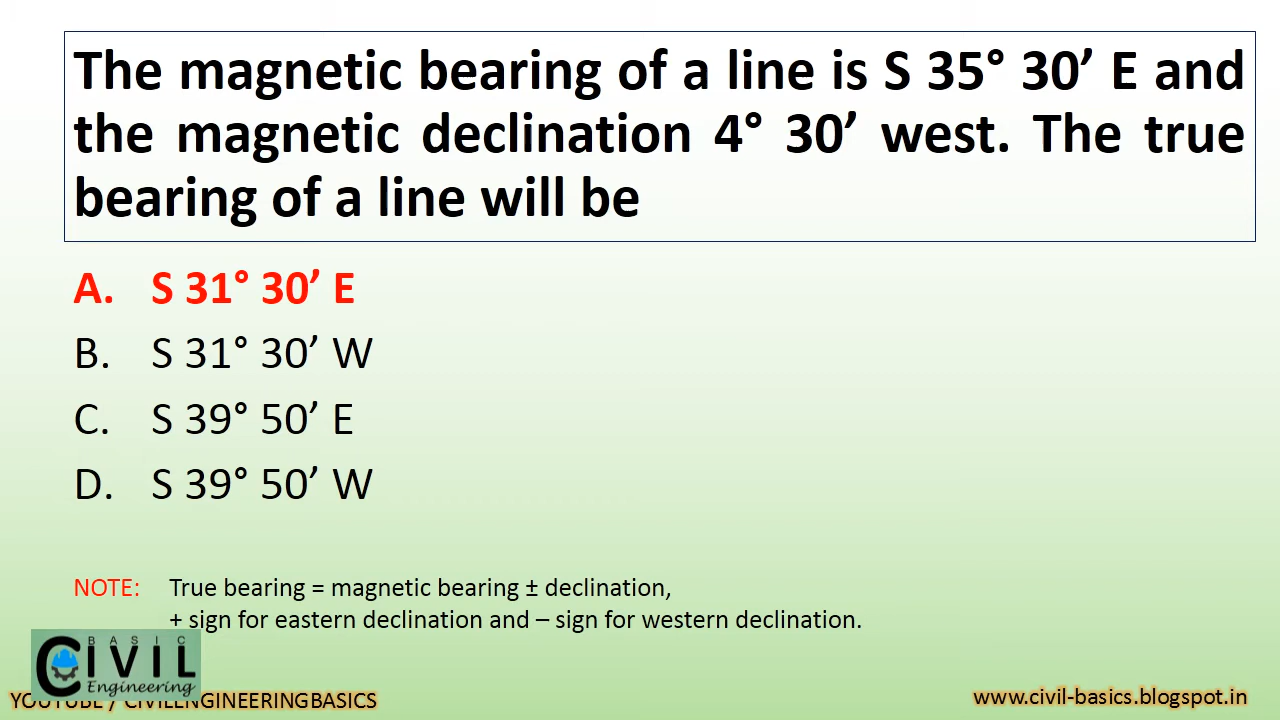 The magnetic bearing of a line is S 35° 30’ E and
the magnetic declination 4° 30’ west. The true
bearing of a line will be
A. S 31° 30’ E
B. S 31° 30’ W
C. S 39° 50’ E
D. S 39° 50’ W
NOTE: True bearing = magnetic bearing ± declination,
+ sign for eastern declination and – sign for western declination.
BASIC
CIVIL
Engineering
YOUTUBE / CIVILENGINEERINGBASICS
www.civil-basics.blogspot.in